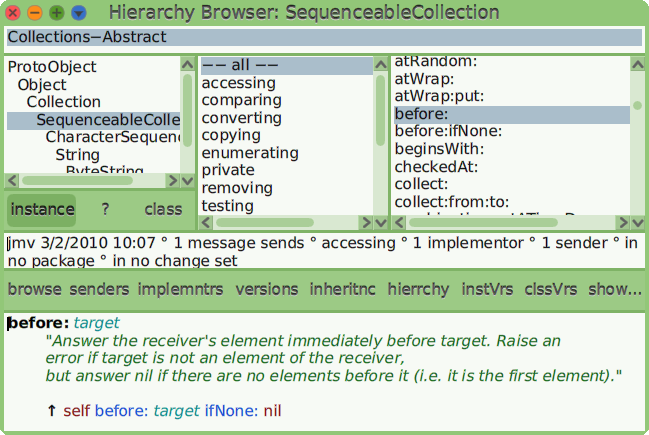 Hierarchy Browser: SequenceableCollection
Collections-Abstract
ProtoObject
Object
Collection
SequenceableColle
CharacterSequen
String
ByteString
instance ? class
-- all --
accessing
comparing
converting
copying
enumerating
private
removing
testing
atRandom:
atWrap:
atWrap:put:
before:
before:ifNone:
beginsWith:
checkedAt:
collect:
collect:from:to:
jmv 3/2/2010 10:07 ° 1 message sends ° accessing ° 1 implementor ° 1 sender ° in
no package ° in no change set
browse senders implemntrs versions inheritnc hierrchy instVrs clssVrs show...
before: target
"Answer the receiver's element immediately before target. Raise an
error if target is not an element of the receiver,
but answer nil if there are no elements before it (i.e. it is the first element)."
↑ self before: target ifNone: nil